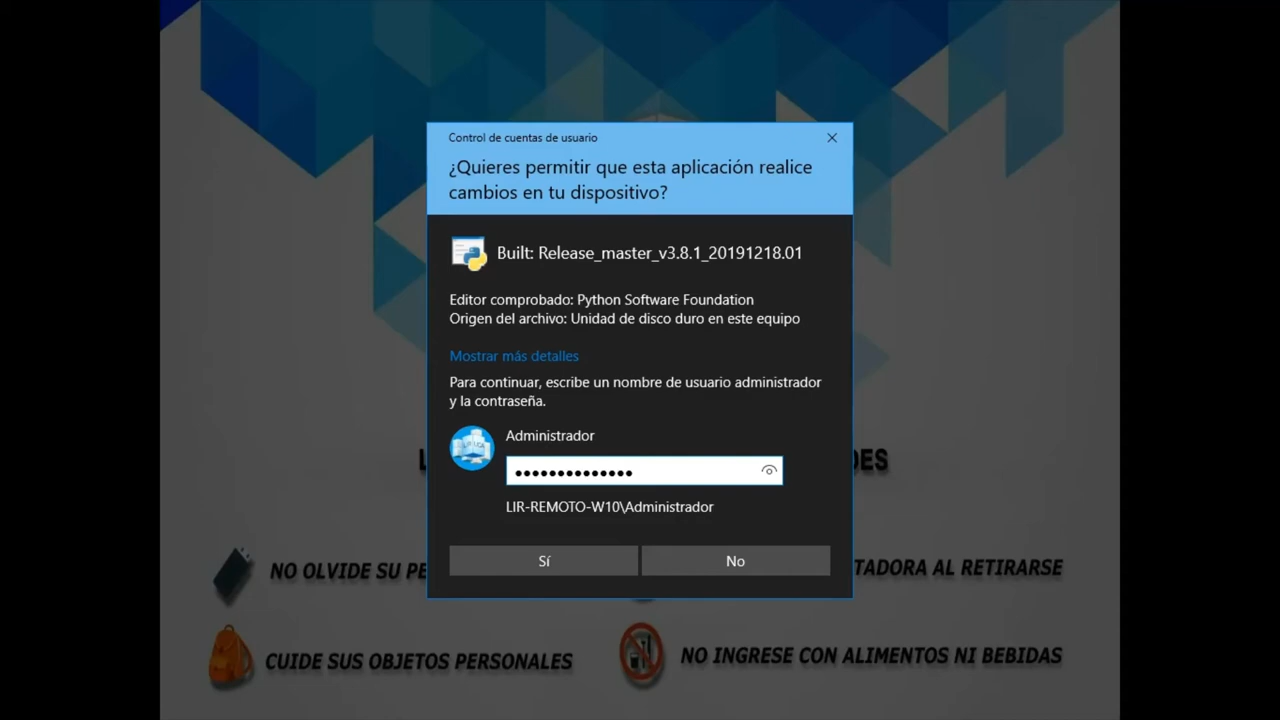 Control de cuentas de usuario
¿Quieres permitir que esta aplicación realice
cambios en tu dispositivo?
Built: Release_master_v3.8.1_20191218.01
Editor comprobado: Python Software Foundation
Origen del archivo: Unidad de disco duro en este equipo
Mostrar más detalles
Para continuar, escribe un nombre de usuario administrador
y la contraseña.
Administrador
••••••••••••••
LIR-REMOTO-W10\Administrador
Sí No
NO OLVIDE SU
AL RETIRARSE
CUIDE SUS OBJETOS PERSONALES
NO INGRESE CON ALIMENTOS NI BEBIDAS